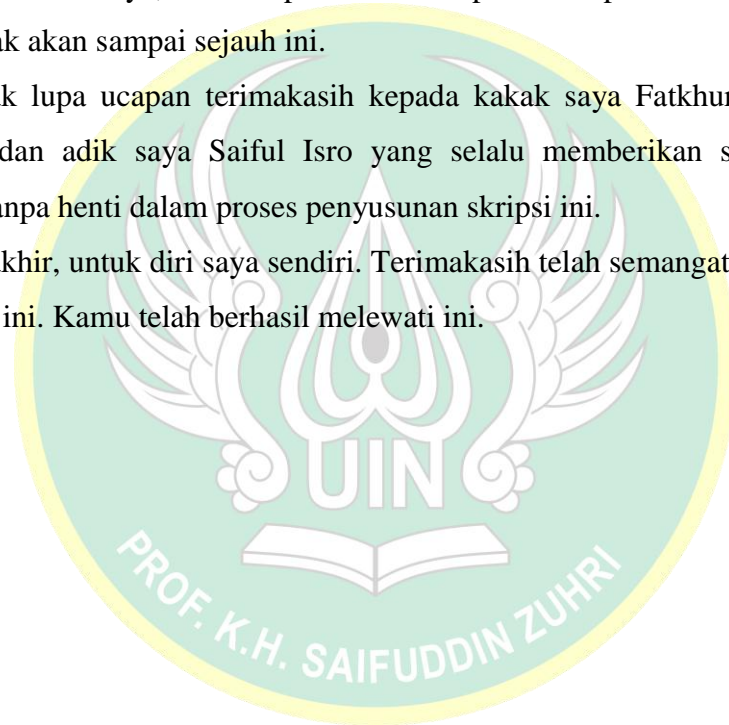 ak akan sampai sejauh ini.
ak lupa ucapan terimakasih kepada kakak saya Fatkhur
dan adik saya Saiful Isro yang selalu memberikan s
anpa henti dalam proses penyusunan skripsi ini.
akhir, untuk diri saya sendiri. Terimakasih telah semangat
ini. Kamu telah berhasil melewati ini.
UIN
PROF. K.H. SAIFUDDIN ZUHRI